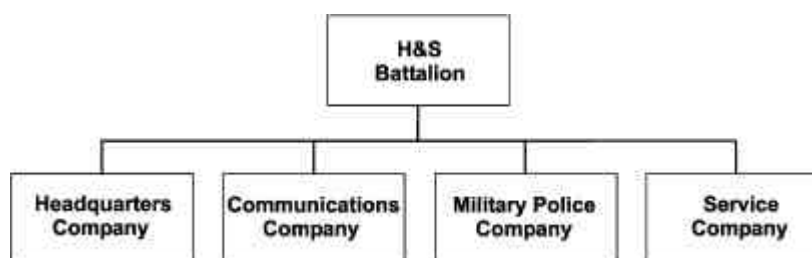 H&S
Battalion
Headquarters
Company
Communications
Company
Military Police
Company
Service
Company